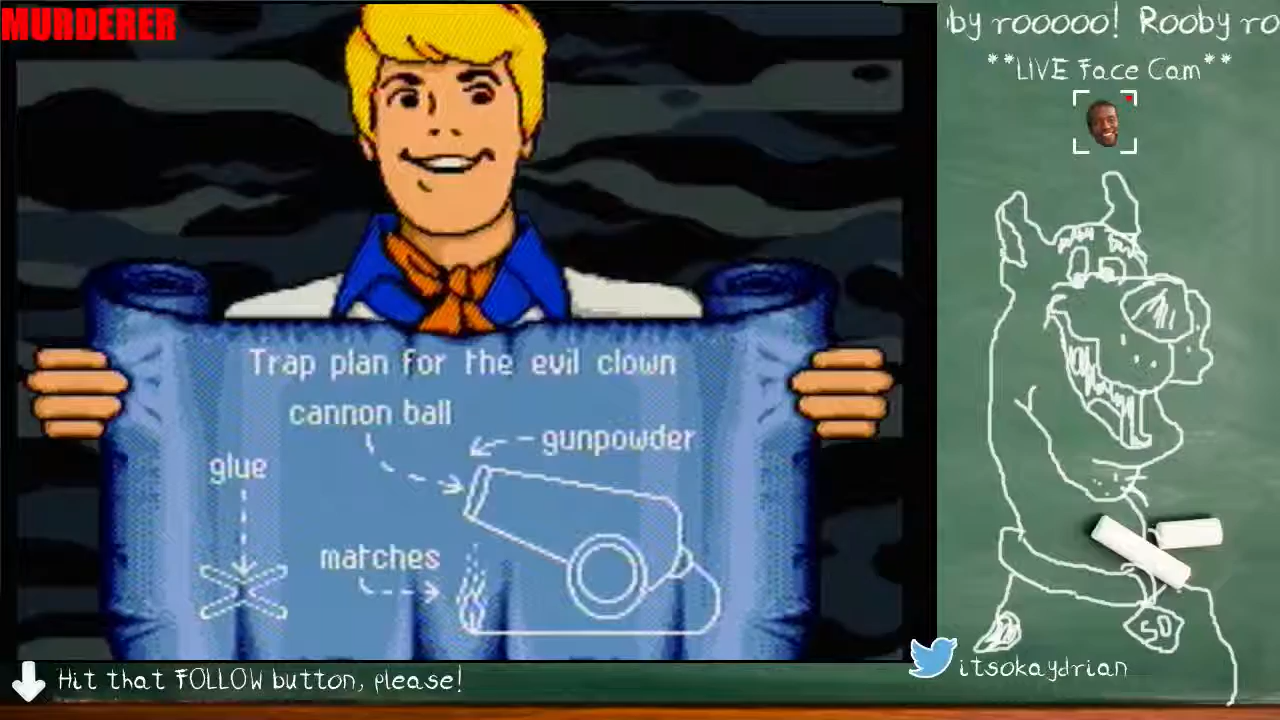 MURDERER
by rooooo! Rooby ro
**LIVE Face Cam**
Trap plan for the evil clown
cannon ball
gunpowder
glue
matches
SD
itsokaydrian
Hit that FOLLOW button, please!